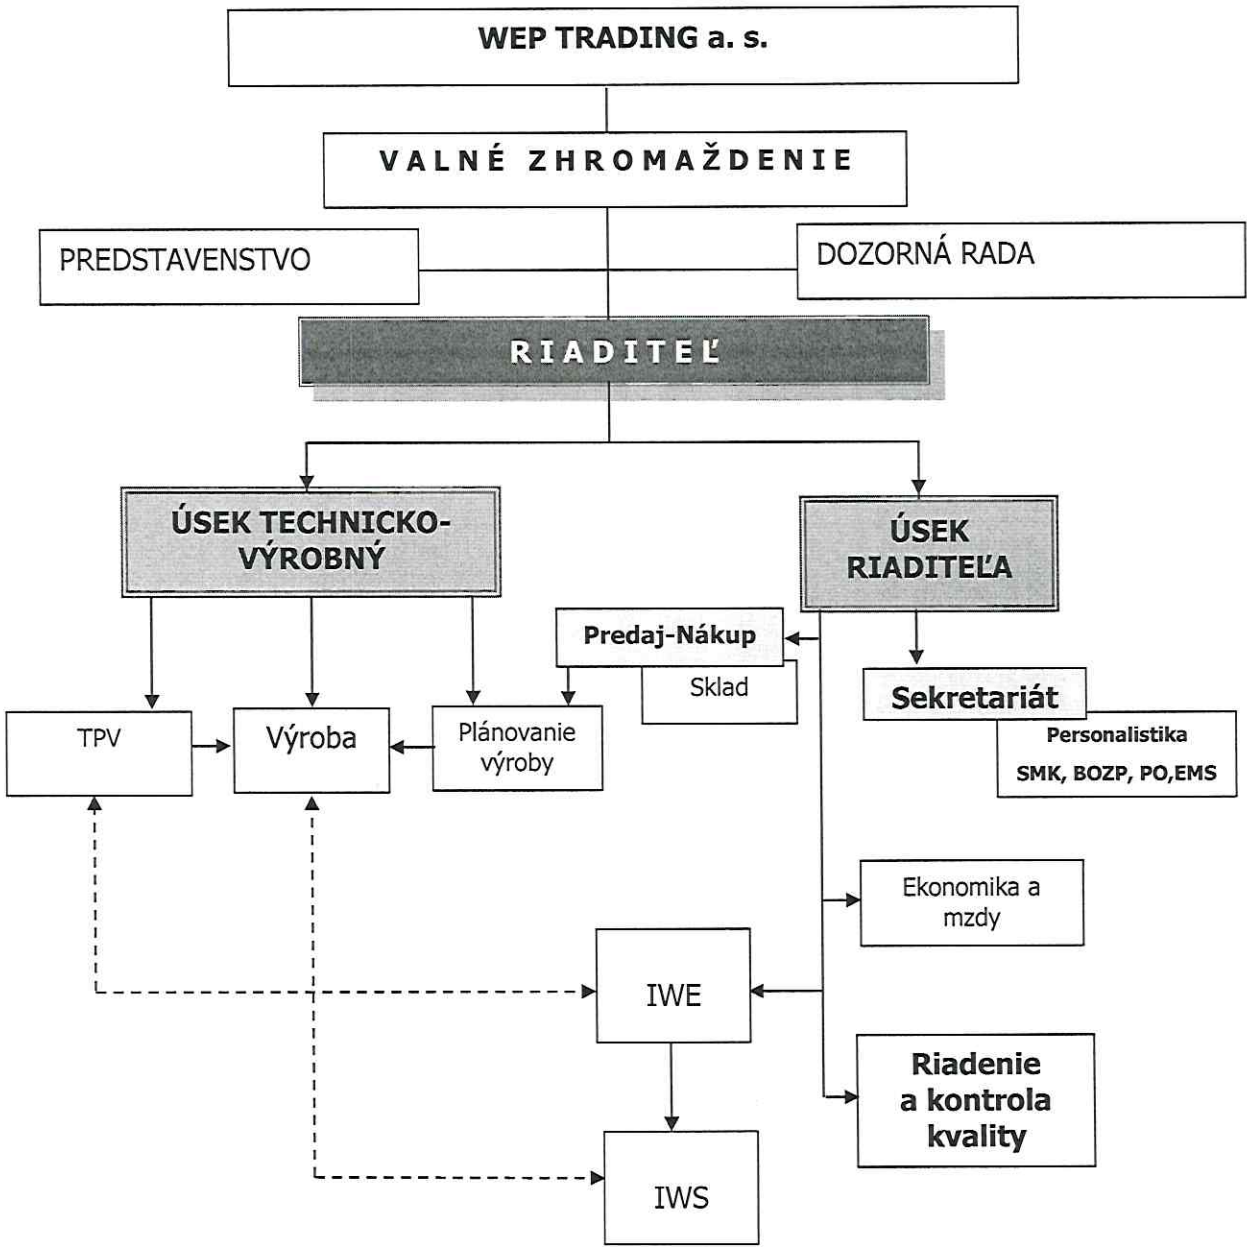 WEP TRADING a. s.
VALNÉ ZHROMAŽDENIE
PREDSTAVENSTVO
DOZORNÁ RADA
RIADITEĽ
ÚSEK TECHNICKO-
VÝROBNÝ
ÚSEK
RIADITEĽA
Predaj-Nákup
Sklad
Sekretariát
Personalistika
SMK, BOZP, PO,EMS
TPV
Výroba
Plánovanie
výroby
Ekonomika a
mzdy
IWE
Riadenie
a kontrola
kvality
IWS